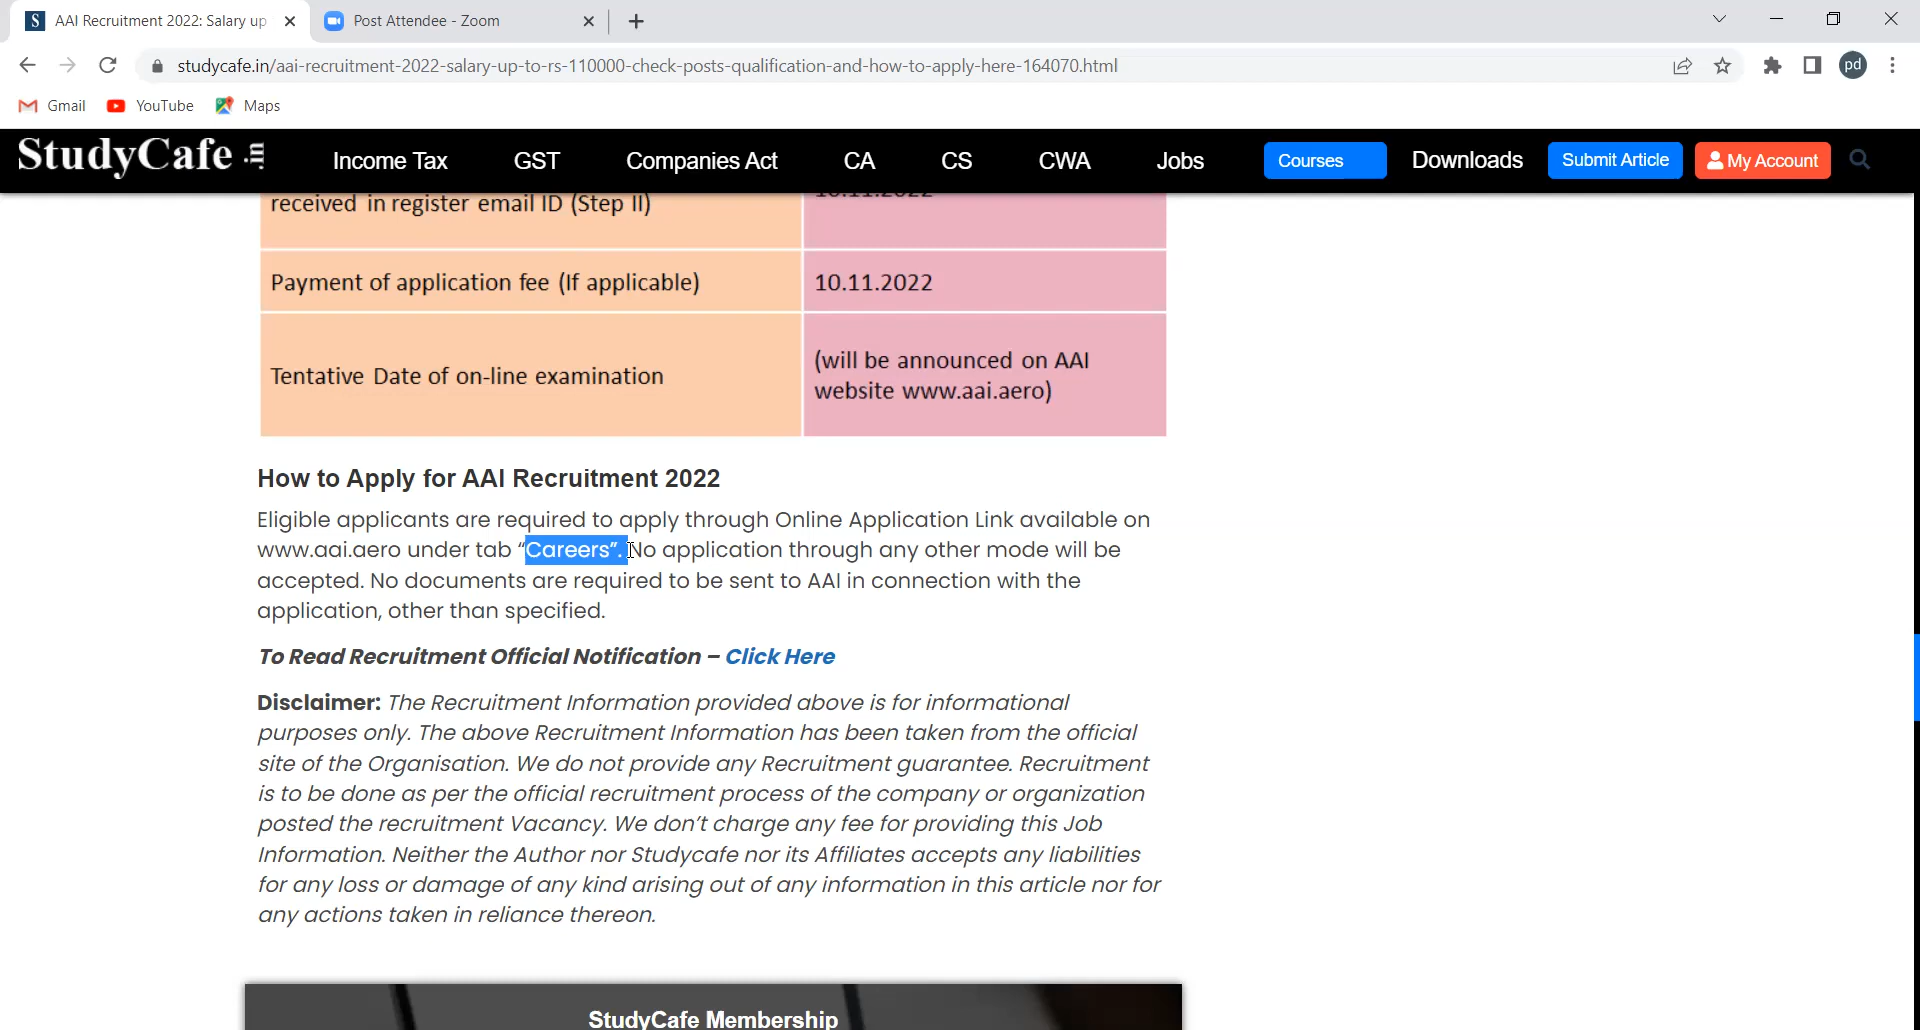 AAI Recruitment 2022: Salary up
Post Attendee - Zoom
studycafe.in/aai-recruitment-2022-salary-up-to-rs-110000-check-posts-qualification-and-how-to-apply-here-164070.html
pd
Gmail YouTube Maps
StudyCafe .in Income Tax GST Companies Act CA CS CWA Jobs Courses Downloads Submit Article My Account
received in register email ID (Step II)
10.11.2022
Payment of application fee (If applicable) 10.11.2022
Tentative Date of on-line examination
(will be announced on AAI
website www.aai.aero)
How to Apply for AAI Recruitment 2022
Eligible applicants are required to apply through Online Application Link available on
www.aai.aero under tab “Careers”. No application through any other mode will be
accepted. No documents are required to be sent to AAI in connection with the
application, other than specified.
To Read Recruitment Official Notification – Click Here
Disclaimer: The Recruitment Information provided above is for informational
purposes only. The above Recruitment Information has been taken from the official
site of the Organisation. We do not provide any Recruitment guarantee. Recruitment
is to be done as per the official recruitment process of the company or organization
posted the recruitment Vacancy. We don’t charge any fee for providing this Job
Information. Neither the Author nor Studycafe nor its Affiliates accepts any liabilities
for any loss or damage of any kind arising out of any information in this article nor for
any actions taken in reliance thereon.
StudyCafe Membership